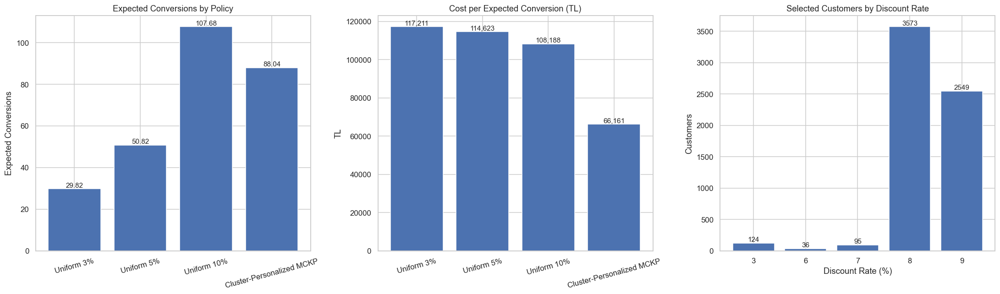 Expected Conversions by Policy
Expected Conversions
100
80
60
40
20
0
29.82
50.82
107.68
88.04
Uniform 3%
Uniform 5%
Uniform 10%
Cluster-Personalized MCKP
Cost per Expected Conversion (TL)
TL
120000
100000
80000
60000
40000
20000
0
117,211
114,623
108,188
66,161
Uniform 3%
Uniform 5%
Uniform 10%
Cluster-Personalized MCKP
Selected Customers by Discount Rate
Customers
3500
3000
2500
2000
1500
1000
500
0
124
36
95
3573
2549
3
6
7
8
9
Discount Rate (%)